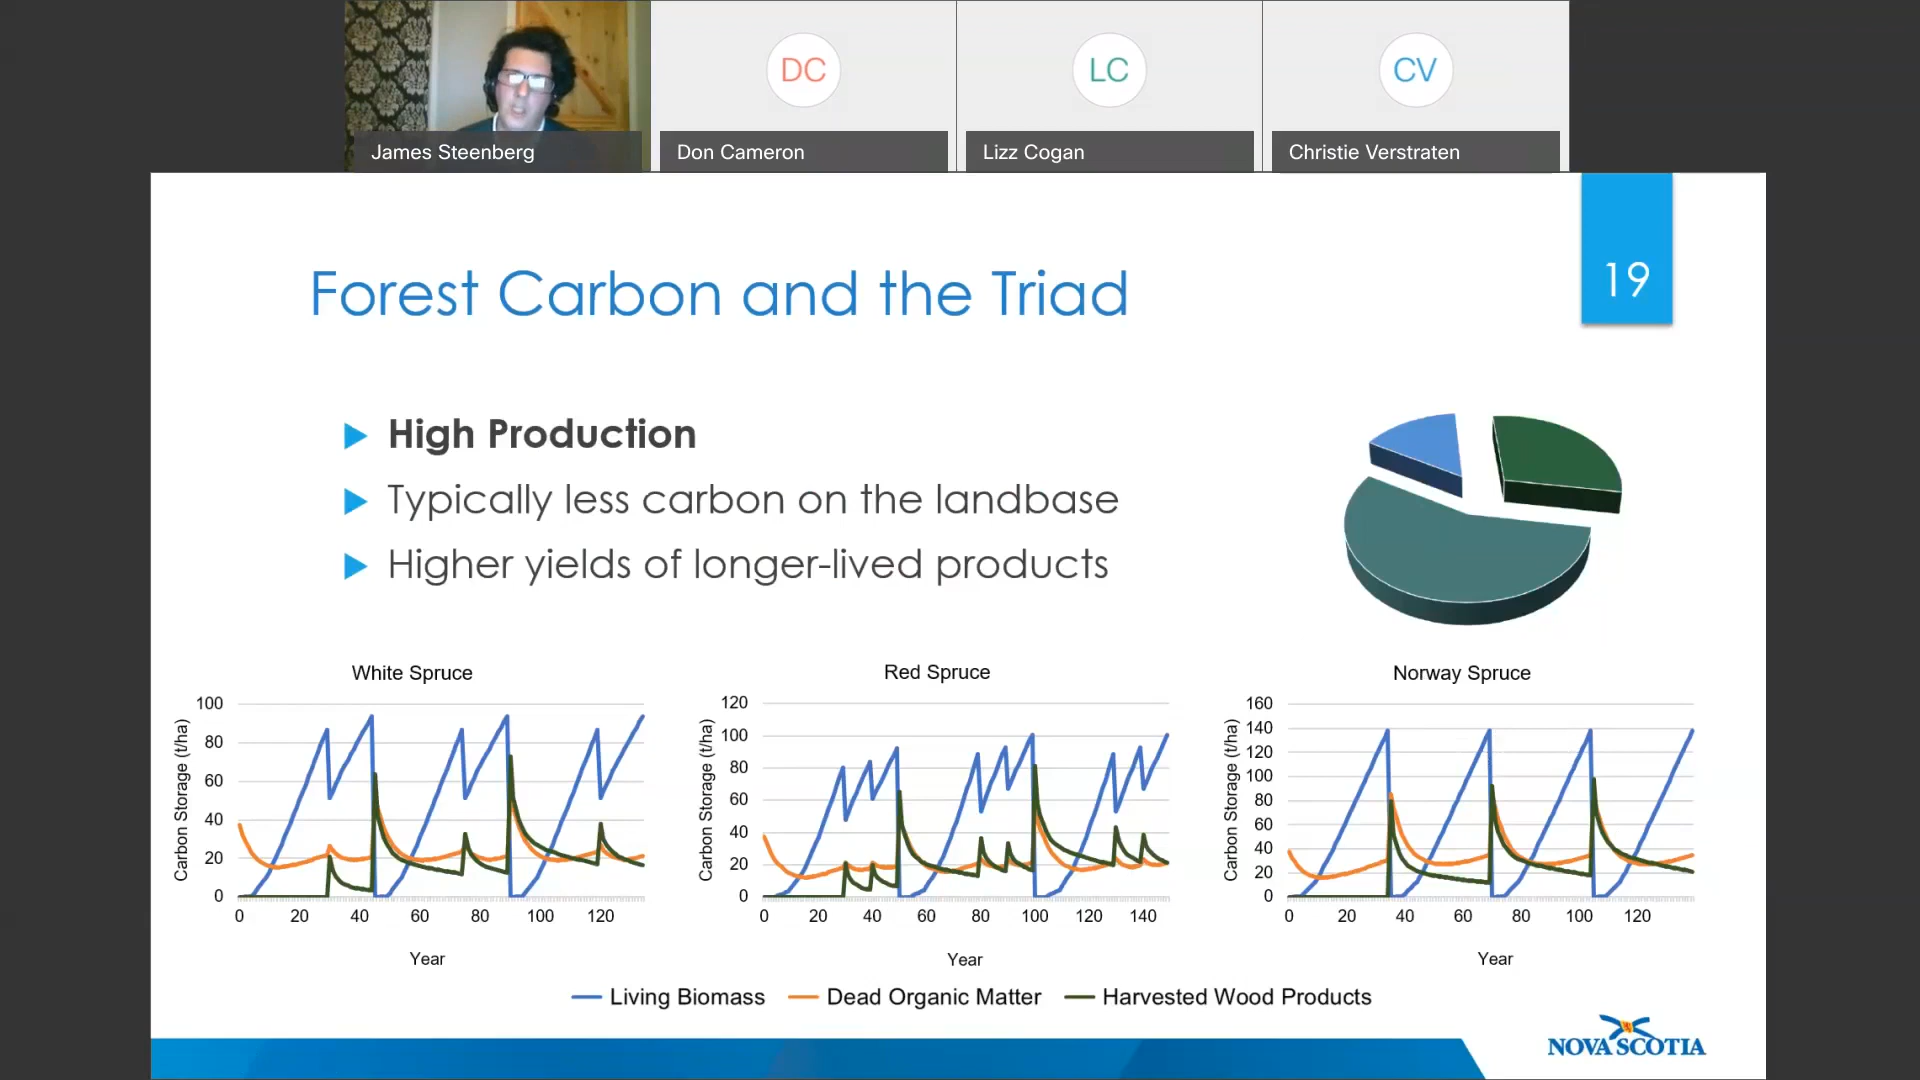 DC
LC
CV
James Steenberg
Don Cameron
Lizz Cogan
Christie Verstraten
19
Forest Carbon and the Triad
High Production
Typically less carbon on the landbase
Higher yields of longer-lived products
White Spruce
Carbon Storage (t/ha)
100
80
60
40
20
0
0 20 40 60 80 100 120
Year
Red Spruce
Carbon Storage (t/ha)
120
100
80
60
40
20
0
0 20 40 60 80 100 120 140
Year
Norway Spruce
Carbon Storage (t/ha)
160
140
120
100
80
60
40
20
0
0 20 40 60 80 100 120
Year
Living Biomass Dead Organic Matter Harvested Wood Products
NOVA SCOTIA